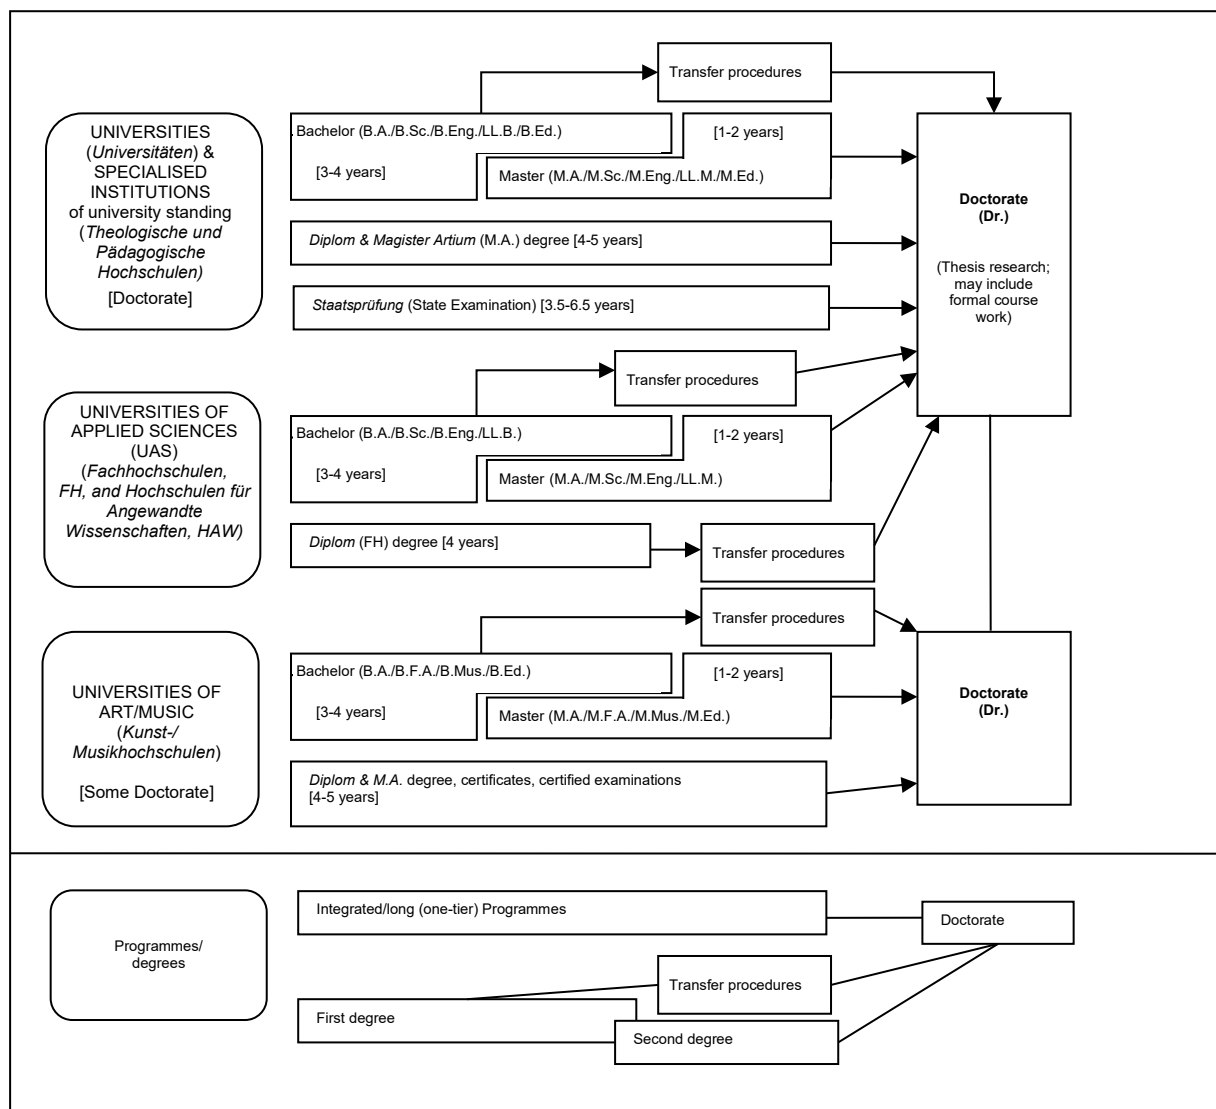 Transfer procedures
UNIVERSITIES
(Universitäten) &
SPECIALISED
INSTITUTIONS
of university standing
(Theologische und
Pädagogische
Hochschulen)
[Doctorate]
. Bachelor (B.A./B.Sc./B.Eng./LL.B./B.Ed.)
[3-4 years]
[1-2 years]
Master (M.A./M.Sc./M.Eng./LL.M./M.Ed.)
Diplom & Magister Artium (M.A.) degree [4-5 years]
Staatsprüfung (State Examination) [3.5-6.5 years]
Doctorate
(Dr.)
(Thesis research;
may include
formal course
work)
Transfer procedures
UNIVERSITIES OF
APPLIED SCIENCES
(UAS)
(Fachhochschulen,
FH, and Hochschulen für
Angewandte
Wissenschaften, HAW)
. Bachelor (B.A./B.Sc./B.Eng./LL.B.)
[3-4 years]
[1-2 years]
Master (M.A./M.Sc./M.Eng./LL.M.)
Diplom (FH) degree [4 years]
Transfer procedures
Transfer procedures
UNIVERSITIES OF
ART/MUSIC
(Kunst-/
Musikhochschulen)
[Some Doctorate]
. Bachelor (B.A./B.F.A./B.Mus./B.Ed.)
[3-4 years]
[1-2 years]
Master (M.A./M.F.A./M.Mus./M.Ed.)
Diplom & M.A. degree, certificates, certified examinations
[4-5 years]
Doctorate
(Dr.)
Programmes/
degrees
Integrated/long (one-tier) Programmes
Doctorate
Transfer procedures
First degree
Second degree